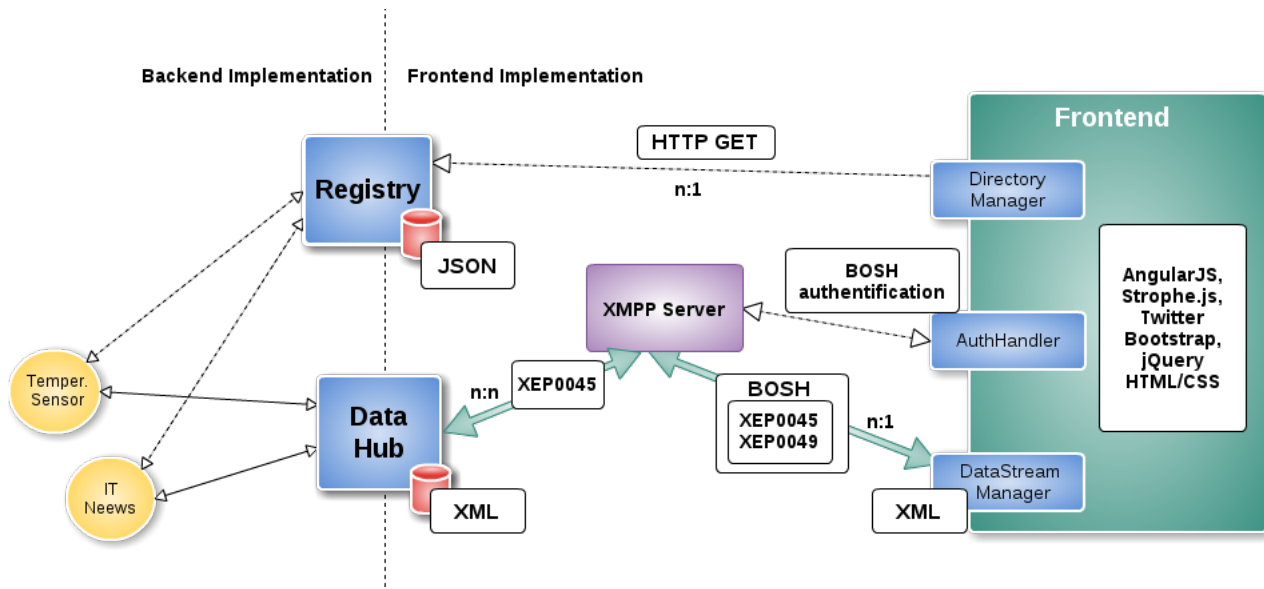 Backend Implementation
Frontend Implementation
Frontend
HTTP GET
n:1
Registry
JSON
Directory
Manager
BOSH
authentification
XMPP Server
AuthHandler
AngularJS,
Strophe.js,
Twitter
Bootstrap,
jQuery
HTML/CSS
Temper.
Sensor
IT
Neews
Data
Hub
XML
n:n
XEP0045
BOSH
XEP0045
XEP0049
n:1
DataStream
Manager
XML